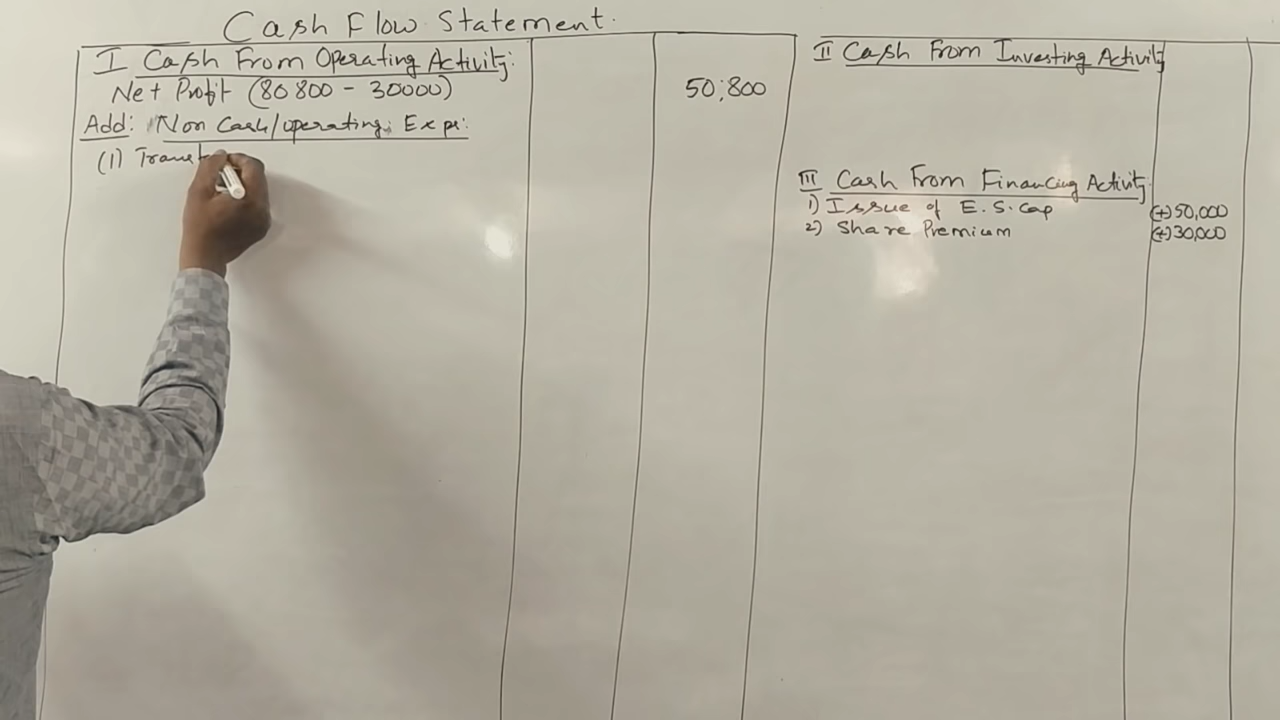 Cash Flow Statement.
I Cash From Operating Activity:
Net Profit (80800 - 30000) 50,800
Add: Non Cash/operating: Exp:
(1)
II Cash From Investing Activity
III Cash From Financing Activity
1) Issue of E. S. Cap (+) 50,000
2) Share Premium (+) 30,000